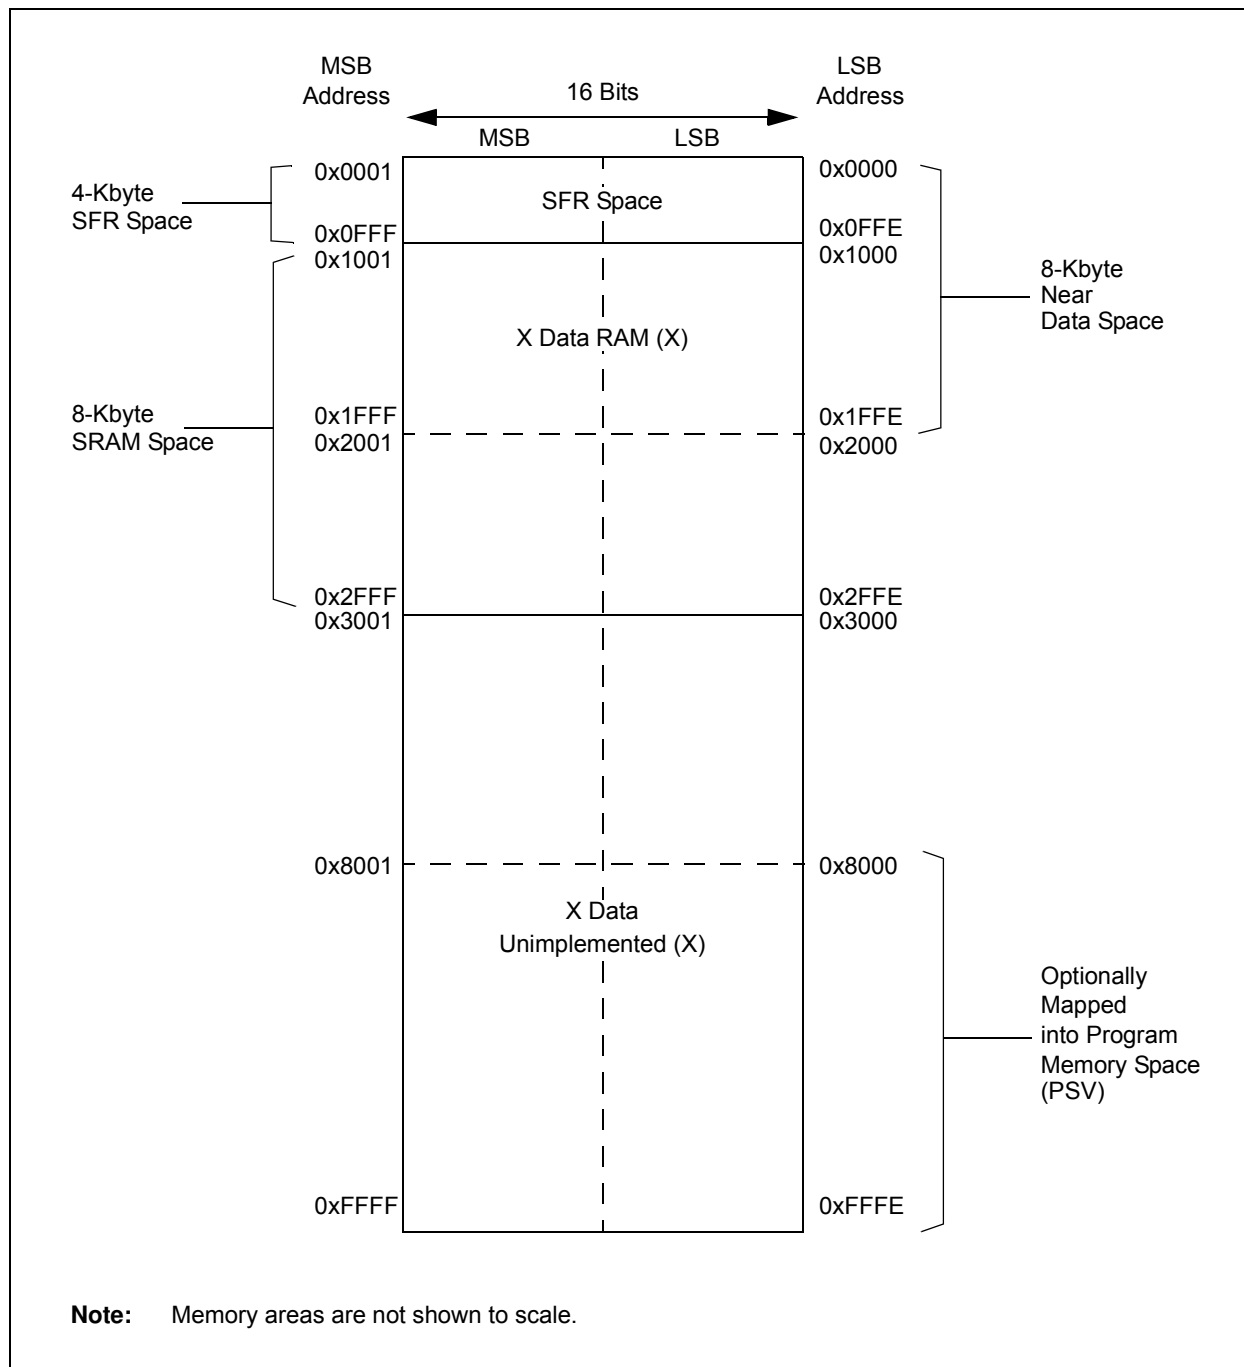 MSB
Address
LSB
Address
16 Bits
MSB
LSB
0x0001
0x0000
4-Kbyte
SFR Space
SFR Space
0x0FFF
0x0FFE
0x1001
0x1000
8-Kbyte
Near
Data Space
X Data RAM (X)
8-Kbyte
SRAM Space
0x1FFF
0x1FFE
0x2001
0x2000
0x2FFF
0x2FFE
0x3001
0x3000
0x8001
0x8000
X Data
Unimplemented (X)
Optionally
Mapped
into Program
Memory Space
(PSV)
0xFFFF
0xFFFE
Note: Memory areas are not shown to scale.